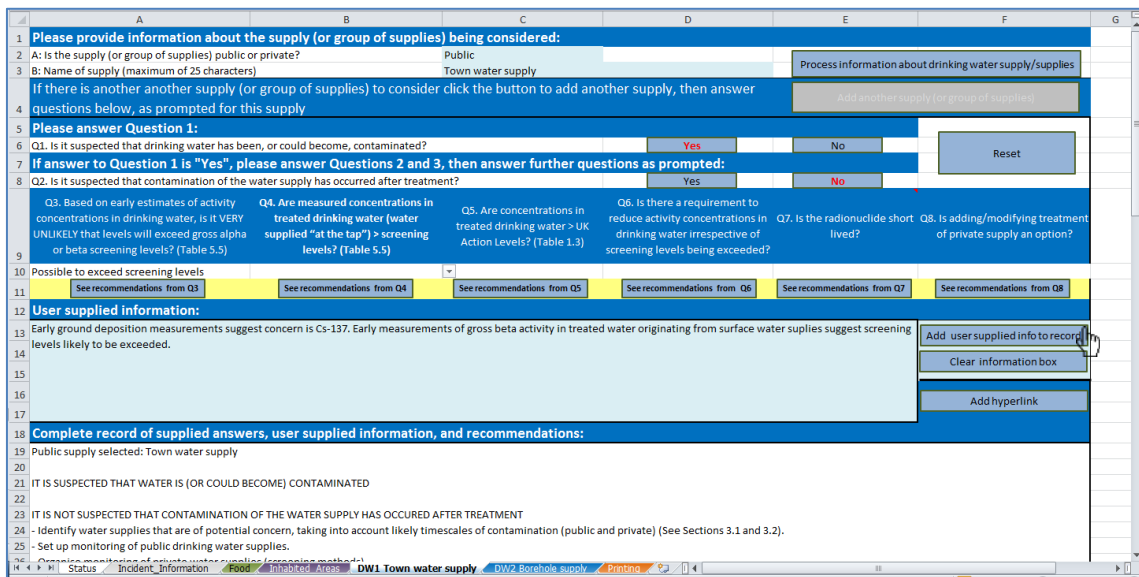 A B C D E F G
1 Please provide information about the supply (or group of supplies) being considered:
2 A: Is the supply (or group of supplies) public or private? Public
3 B: Name of supply (maximum of 25 characters) Town water supply
Process information about drinking water supply/supplies
If there is another another supply (or group of supplies) to consider click the button to add another supply, then answer
4 questions below, as prompted for this supply
Add another supply (or group of supplies)
5 Please answer Question 1:
6 Q1. Is it suspected that drinking water has been, or could become, contaminated? Yes No
Reset
7 If answer to Question 1 is "Yes", please answer Questions 2 and 3, then answer further questions as prompted:
8 Q2. Is it suspected that contamination of the water supply has occurred after treatment? Yes No
9
Q3. Based on early estimates of activity
concentrations in drinking water, is it VERY
UNLIKELY that levels will exceed gross alpha
or beta screening levels? (Table 5.5)
Q4. Are measured concentrations in
treated drinking water (water
supplied “at the tap”) > screening
levels? (Table 5.5)
Q5. Are concentrations in
treated drinking water > UK
Action Levels? (Table 1.3)
Q6. Is there a requirement to
reduce activity concentrations in
drinking water irrespective of
screening levels being exceeded?
Q7. Is the radionuclide short
lived?
Q8. Is adding/modifying treatment
of private supply an option?
10 Possible to exceed screening levels
11 See recommendations from Q3 See recommendations from Q4 See recommendations from Q5 See recommendations from Q6 See recommendations from Q7 See recommendations from Q8
12 User supplied information:
13 Early ground deposition measurements suggest concern is Cs-137. Early measurements of gross beta activity in treated water originating from surface water suplies suggest screening
levels likely to be exceeded.
Add user supplied info to record
14
Clear information box
15
16
Add hyperlink
17
18 Complete record of supplied answers, user supplied information, and recommendations:
19 Public supply selected: Town water supply
20
21 IT IS SUSPECTED THAT WATER IS (OR COULD BECOME) CONTAMINATED
22
23 IT IS NOT SUSPECTED THAT CONTAMINATION OF THE WATER SUPPLY HAS OCCURED AFTER TREATMENT
24 - Identify water supplies that are of potential concern, taking into account likely timescales of contamination (public and private) (See Sections 3.1 and 3.2).
25 - Set up monitoring of public drinking water supplies.
26 - Organise monitoring of private water supplies (screening methods)
Status Incident_Information Food Inhabited_Areas DW1 Town water supply DW2 Borehole supply Printing